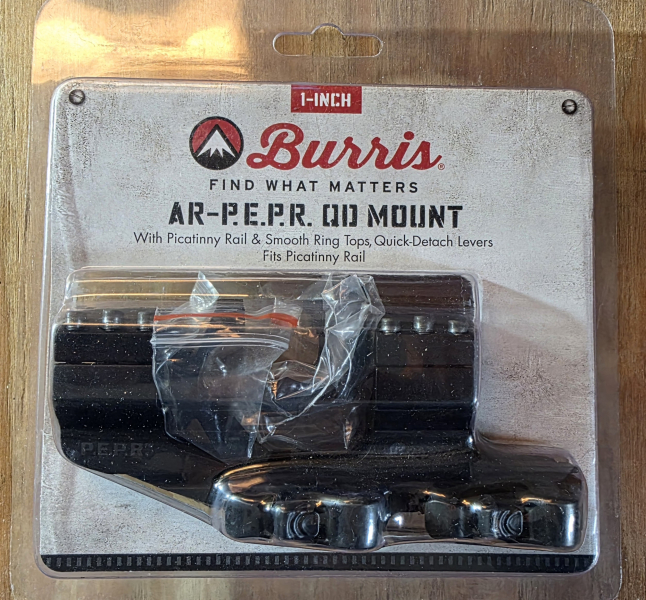 1-INCH
Burris®
FIND WHAT MATTERS
AR-P.E.P.R. QD MOUNT
With Picatinny Rail & Smooth Ring Tops, Quick-Detach Levers
Fits Picatinny Rail
P.E.P.R.